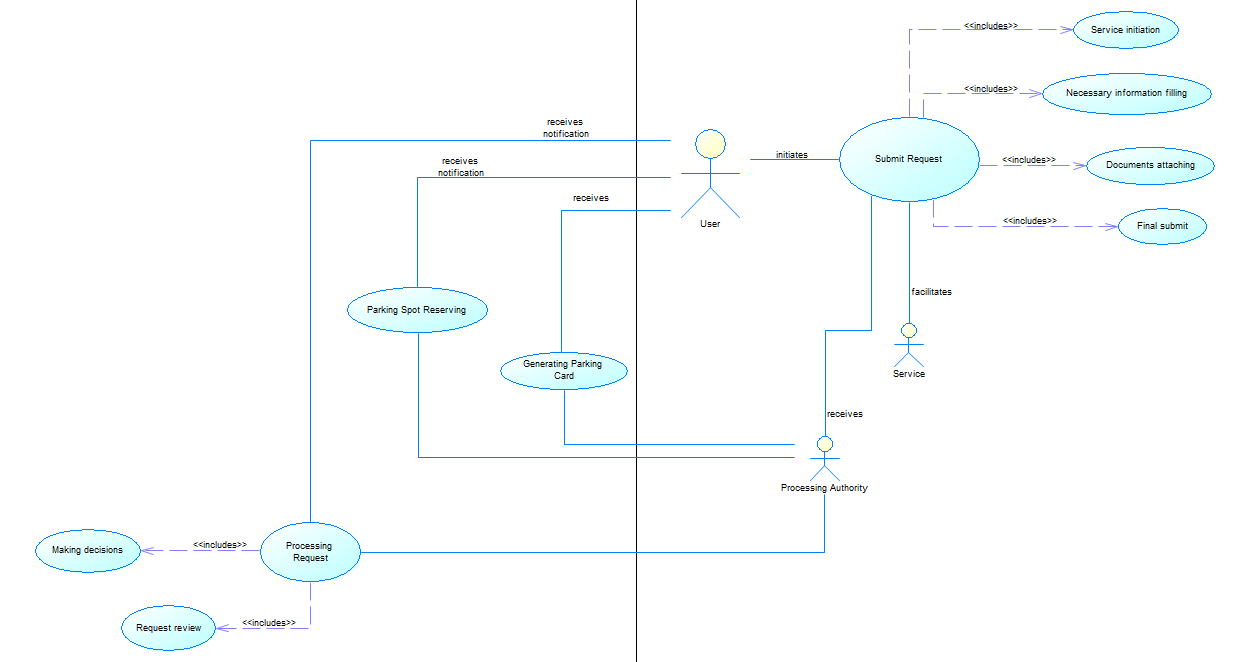 <<includes>>
Service initiation
<<includes>>
Necessary information filling
receives
notification
initiates
Submit Request
<<includes>>
Documents attaching
receives
notification
receives
User
<<includes>>
Final submit
facilitates
Parking Spot Reserving
Generating Parking
Card
Service
receives
Processing Authority
Making decisions
<<includes>>
Processing
Request
Request review
<<includes>>